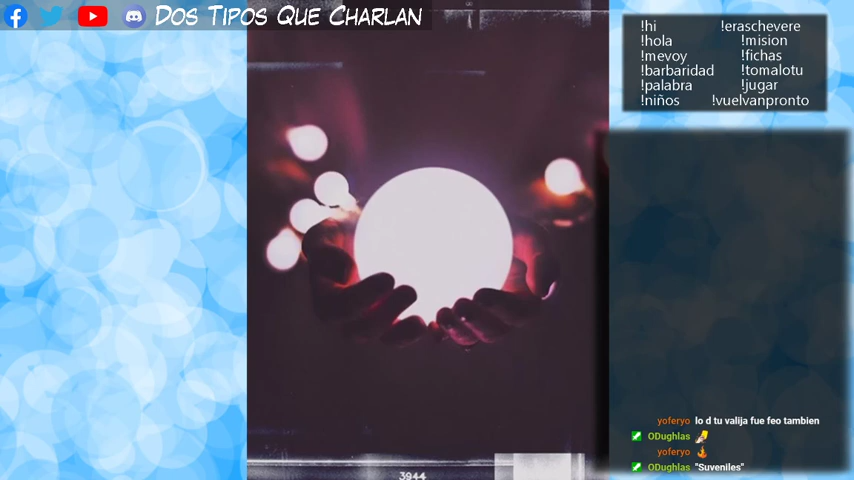 Dos Tipos Que Charlan
!hi !eraschevere
!hola !mision
!mevoy !fichas
!barbaridad !tomalotu
!palabra !jugar
!niños !vuelvanpronto
yoferyo lo d tu valija fue feo tambien
ODughlas
yoferyo
ODughlas "Suveniles"
3944